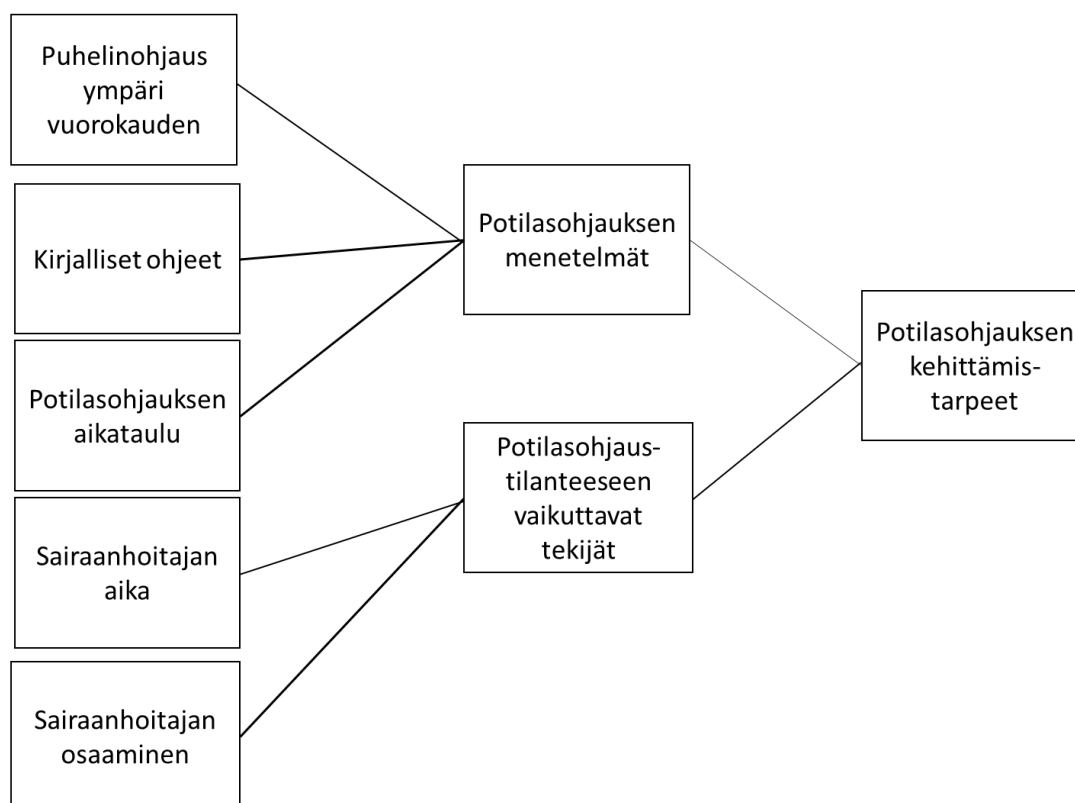 Puhelinohjaus
ympäri
vuorokauden
Kirjalliset ohjeet
Potilasohjauksen
aikataulu
Sairaanhoitajan
aika
Sairaanhoitajan
osaaminen
Potilasohjauksen
menetelmät
Potilasohjaus-
tilanteeseen
vaikuttavat
tekijät
Potilasohjauksen
kehittämis-
tarpeet